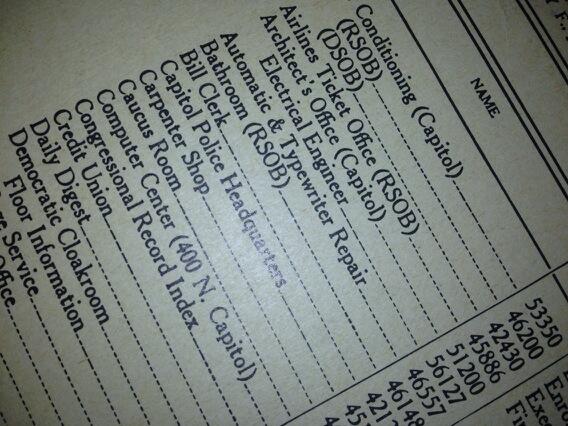 NAME
Conditioning (Capitol)
(RSOB)
(DSOB)
Airlines Ticket Office (RSOB)
Architect's Office (Capitol)
Electrical Engineer
Automatic & Typewriter Repair
Bathroom (RSOB)
Bill Clerk
Capitol Police Headquarters
Carpenter Shop
Caucus Room
Computer Center (400 N. Capitol)
Congressional Record Index
Credit Union
Daily Digest
Democratic Cloakroom
Floor Information
Service
Office
53350
46200
42430
45886
51200
56127
46557